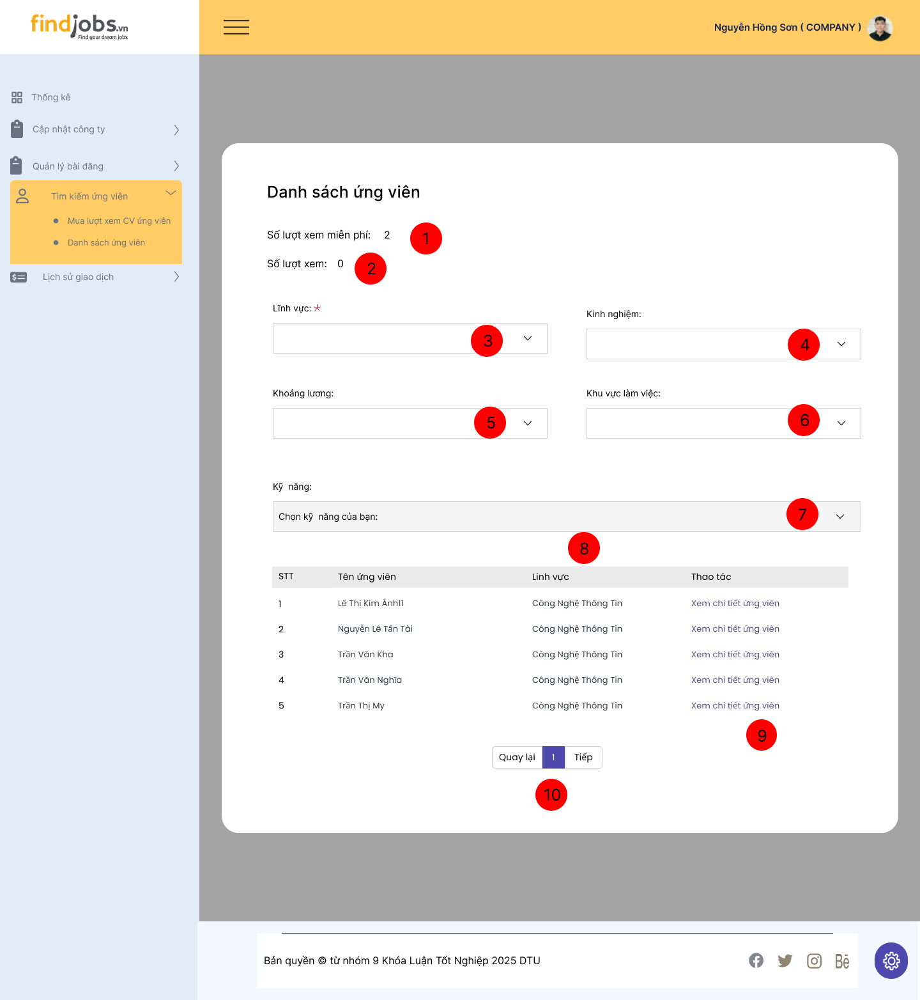 findjobs.vn
Find your dream jobs
Nguyễn Hồng Sơn ( COMPANY )
Thống kê
Cập nhật công ty
Quản lý bài đăng
Tìm kiếm ứng viên
Mua lượt xem CV ứng viên
Danh sách ứng viên
Lịch sử giao dịch
Danh sách ứng viên
Số lượt xem miễn phí: 2 1
Số lượt xem: 0 2
Lĩnh vực: *
Kinh nghiệm:
3
4
Khoảng lương:
Khu vực làm việc:
5
6
Kỹ năng:
Chọn kỹ năng của bạn:
7
8
STT Tên ứng viên Linh vực Thao tác
1 Lê Thị Kim Ánh11 Công Nghệ Thông Tin Xem chi tiết ứng viên
2 Nguyễn Lê Tấn Tài Công Nghệ Thông Tin Xem chi tiết ứng viên
3 Trần Văn Kha Công Nghệ Thông Tin Xem chi tiết ứng viên
4 Trần Văn Nghĩa Công Nghệ Thông Tin Xem chi tiết ứng viên
5 Trần Thị My Công Nghệ Thông Tin Xem chi tiết ứng viên
9
Quay lại 1 Tiếp
10
Bản quyền © từ nhóm 9 Khóa Luận Tốt Nghiệp 2025 DTU